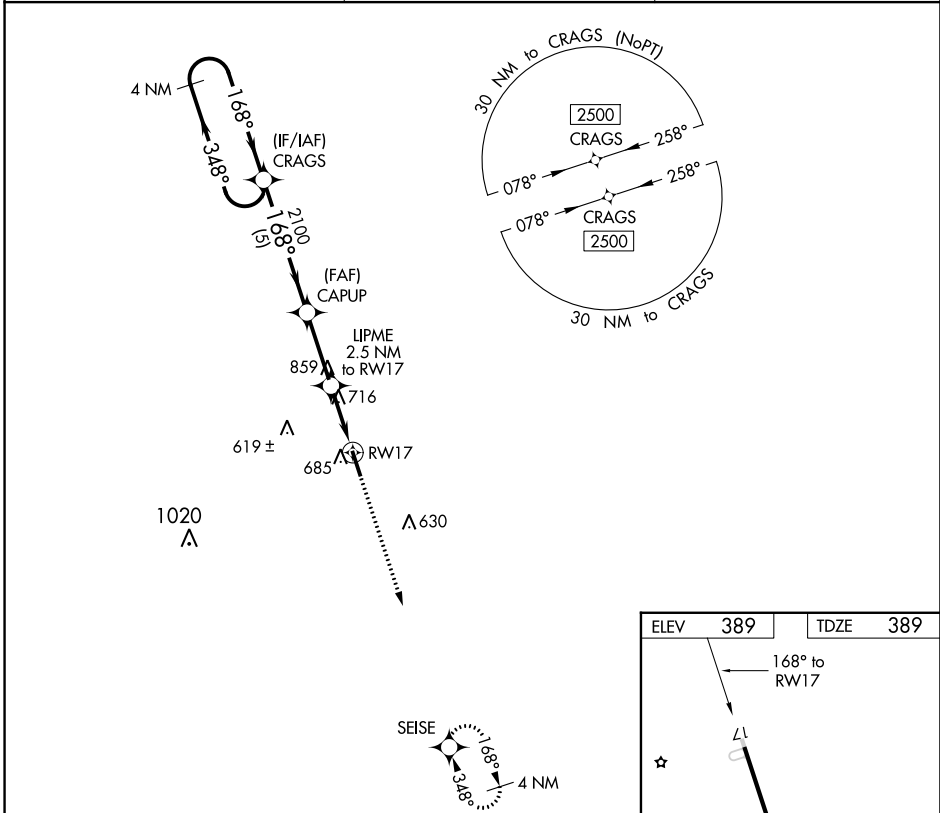 4 NM
168°
348°
(IF/IAF)
CRAGS
2100
168°
(5)
(FAF)
CAPUP
LIPME
2.5 NM
to RW17
859
716
619 ±
685
RW17
1020
630
30 NM to CRAGS (NoPT)
2500
CRAGS
258°
078°
258°
078°
CRAGS
2500
30 NM to CRAGS
SEISE
168°
348°
4 NM
ELEV 389
TDZE 389
168° to
RW17
17